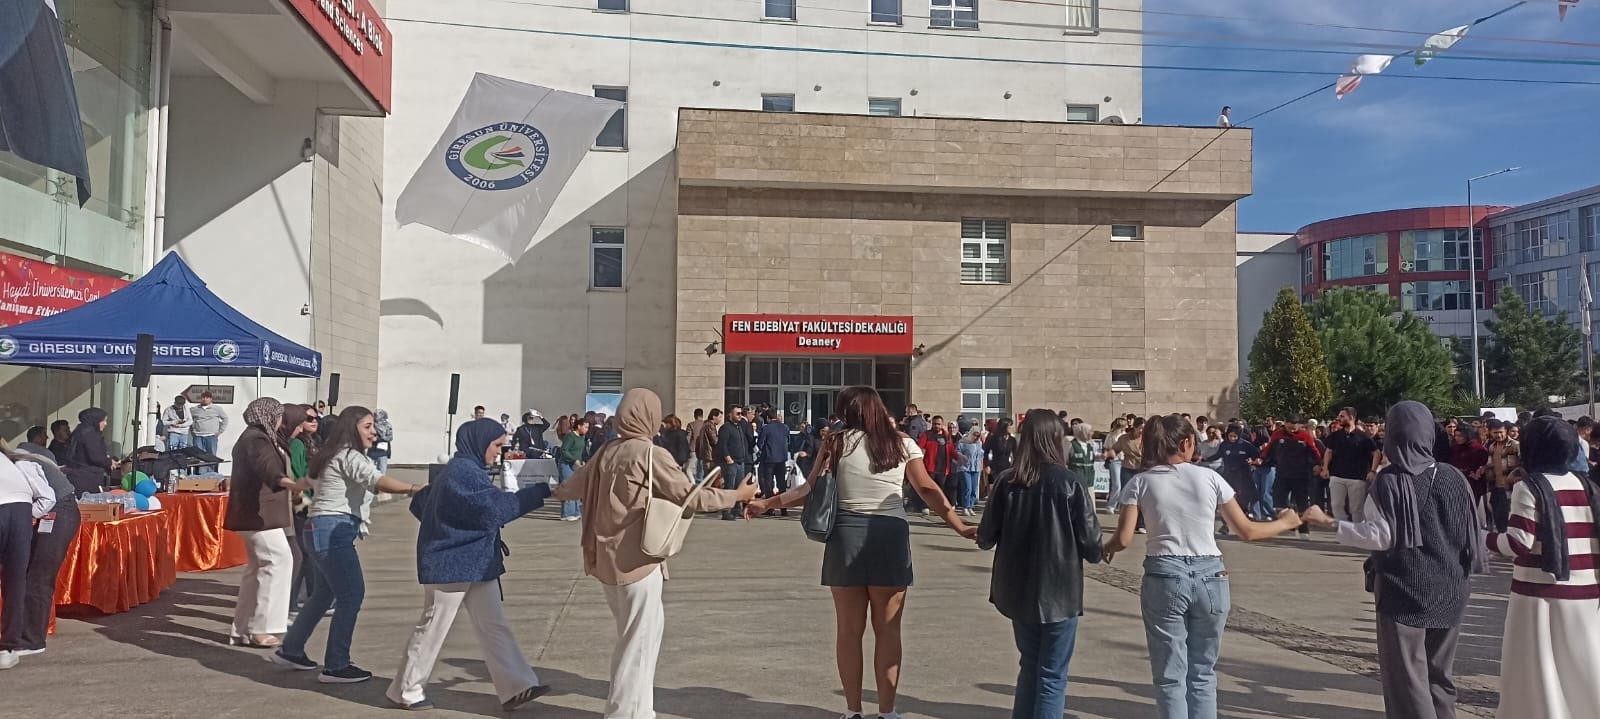 and Sciences
GİRESUN ÜNİVERSİTESİ
2006
Haydi Üniversitemizi
GİRESUN ÜNİVERSİTESİ
GİRESUN ÜNİVERSİTESİ
FEN EDEBİYAT FAKÜLTESİ DEKANLIĞI
Deanery